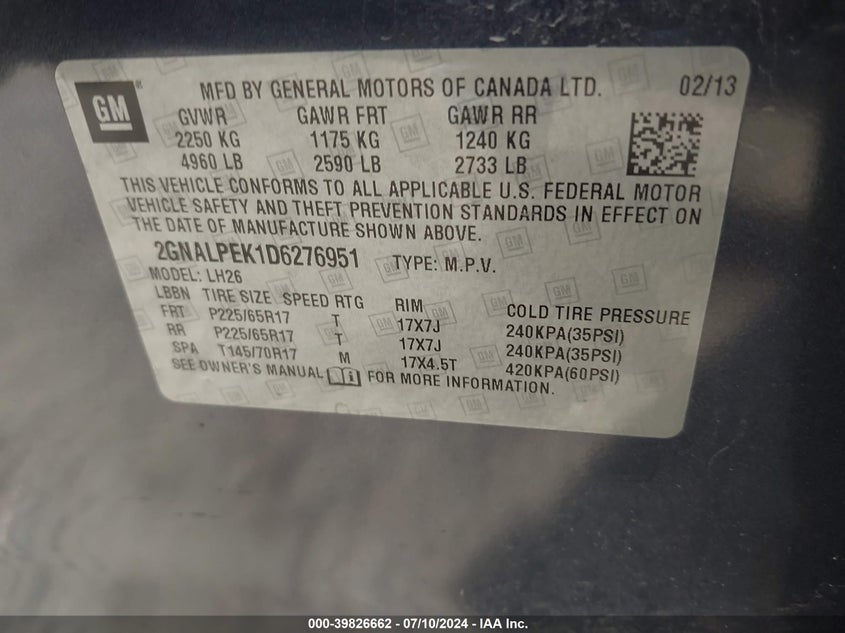 GM
MFD BY GENERAL MOTORS OF CANADA LTD. 02/13
GVWR GAWR FRT GAWR RR
2250 KG 1175 KG 1240 KG
4960 LB 2590 LB 2733 LB
THIS VEHICLE CONFORMS TO ALL APPLICABLE U.S. FEDERAL MOTOR
VEHICLE SAFETY AND THEFT PREVENTION STANDARDS IN EFFECT ON
THE DATE OF MANUFACTURE SHOWN ABOVE.
2GNALPEK1D6276951 TYPE: M.P.V.
MODEL: LH26
LBBN TIRE SIZE SPEED RTG RIM COLD TIRE PRESSURE
FRT P225/65R17 T 17X7J 240KPA(35PSI)
RR P225/65R17 T 17X7J 240KPA(35PSI)
SPA T145/70R17 M 17X4.5T 420KPA(60PSI)
SEE OWNER'S MANUAL FOR MORE INFORMATION.
000-39826662 — 07/10/2024 - IAA Inc.